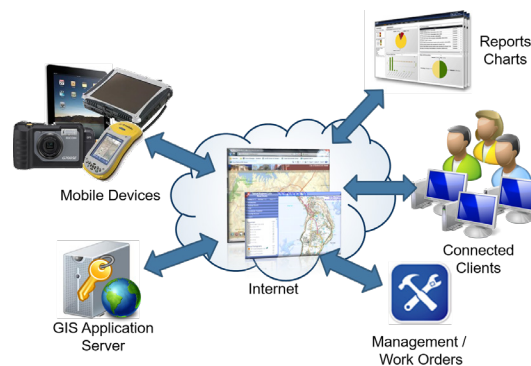 Reports
Charts
Mobile Devices
Connected
Clients
Internet
GIS Application
Server
Management /
Work Orders